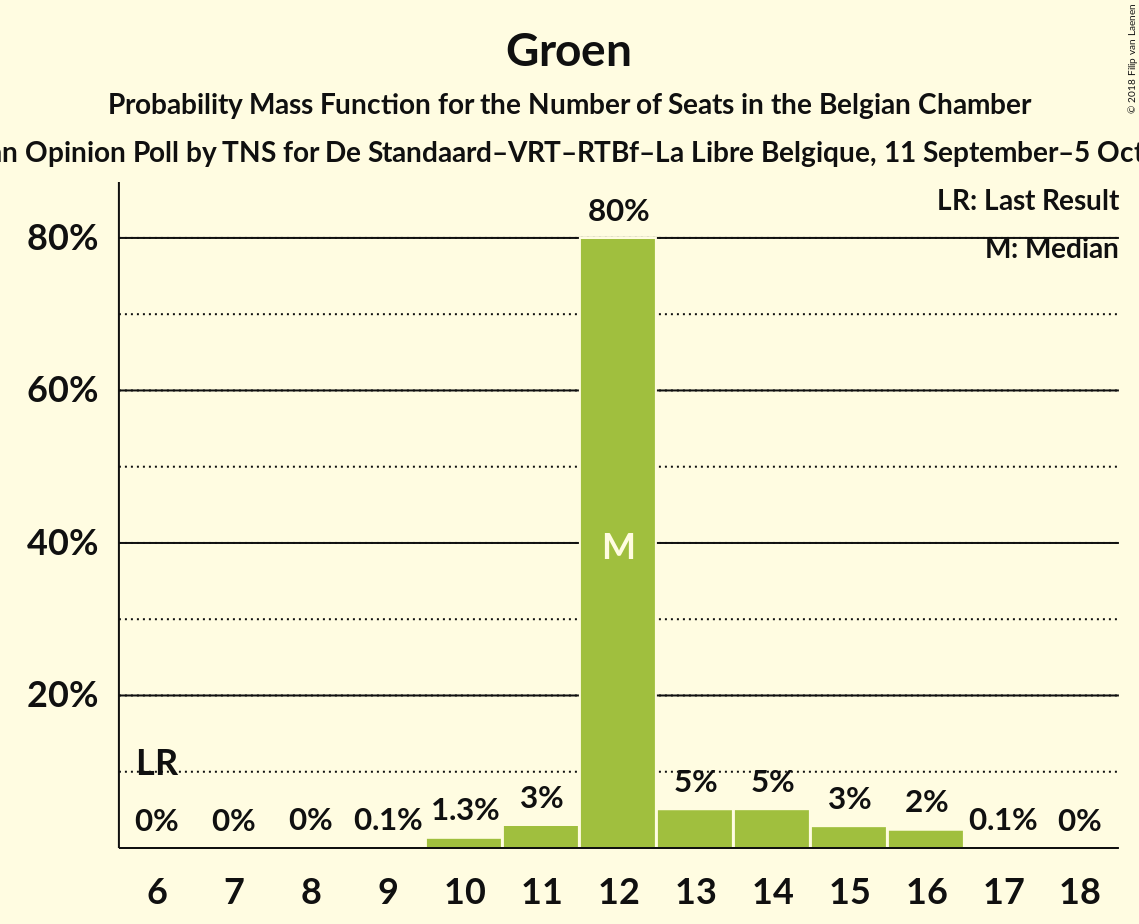 Groen
Probability Mass Function for the Number of Seats in the Belgian Chamber
Opinion Poll by TNS for De Standaard–VRT–RTBf–La Libre Belgique, 11 September–5
© 2018 Filip van Laenen
LR: Last Result
M: Median
80%
60%
40%
20%
LR
0%
0%
0%
0.1%
1.3%
3%
80%
M
5%
5%
3%
2%
0.1%
0%
6 7 8 9 10 11 12 13 14 15 16 17 18